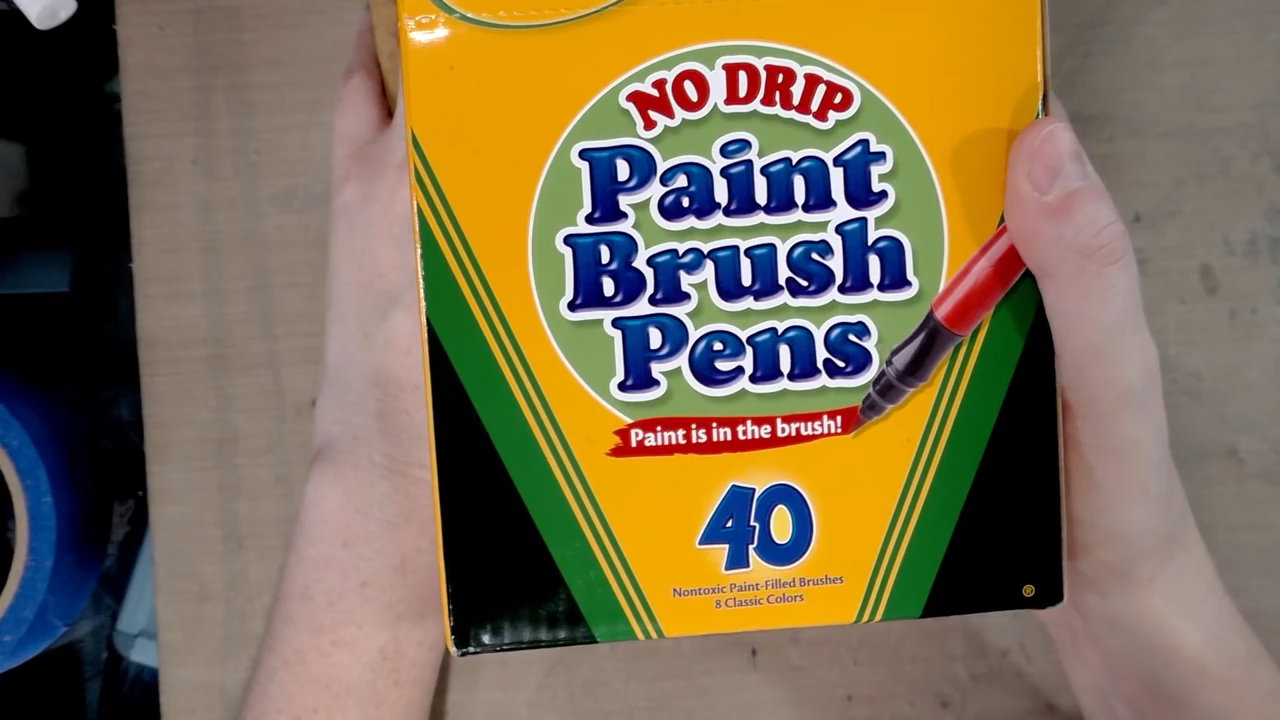 NO DRIP
Paint
Brush
Pens
Paint is in the brush!
40
Nontoxic Paint-Filled Brushes
8 Classic Colors
®